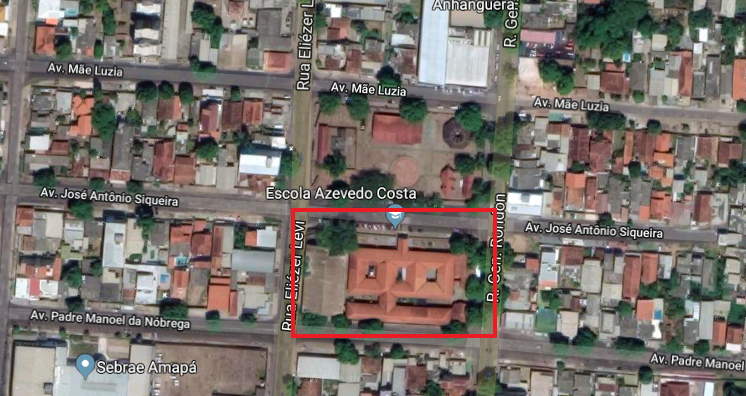 Anhanguera
R. Gen.
Rua Eliézer L
Av. Mãe Luzia
Av. Mãe Luzia
Av. Mãe Luzia
Escola Azevedo Costa
Av. José Antônio Siqueira
R. Gen. Rondon
Av. José Antônio Siqueira
Rua Eliézer Levi
Av. Padre Manoel da Nóbrega
Av. Padre Manoel
Sebrae Amapá